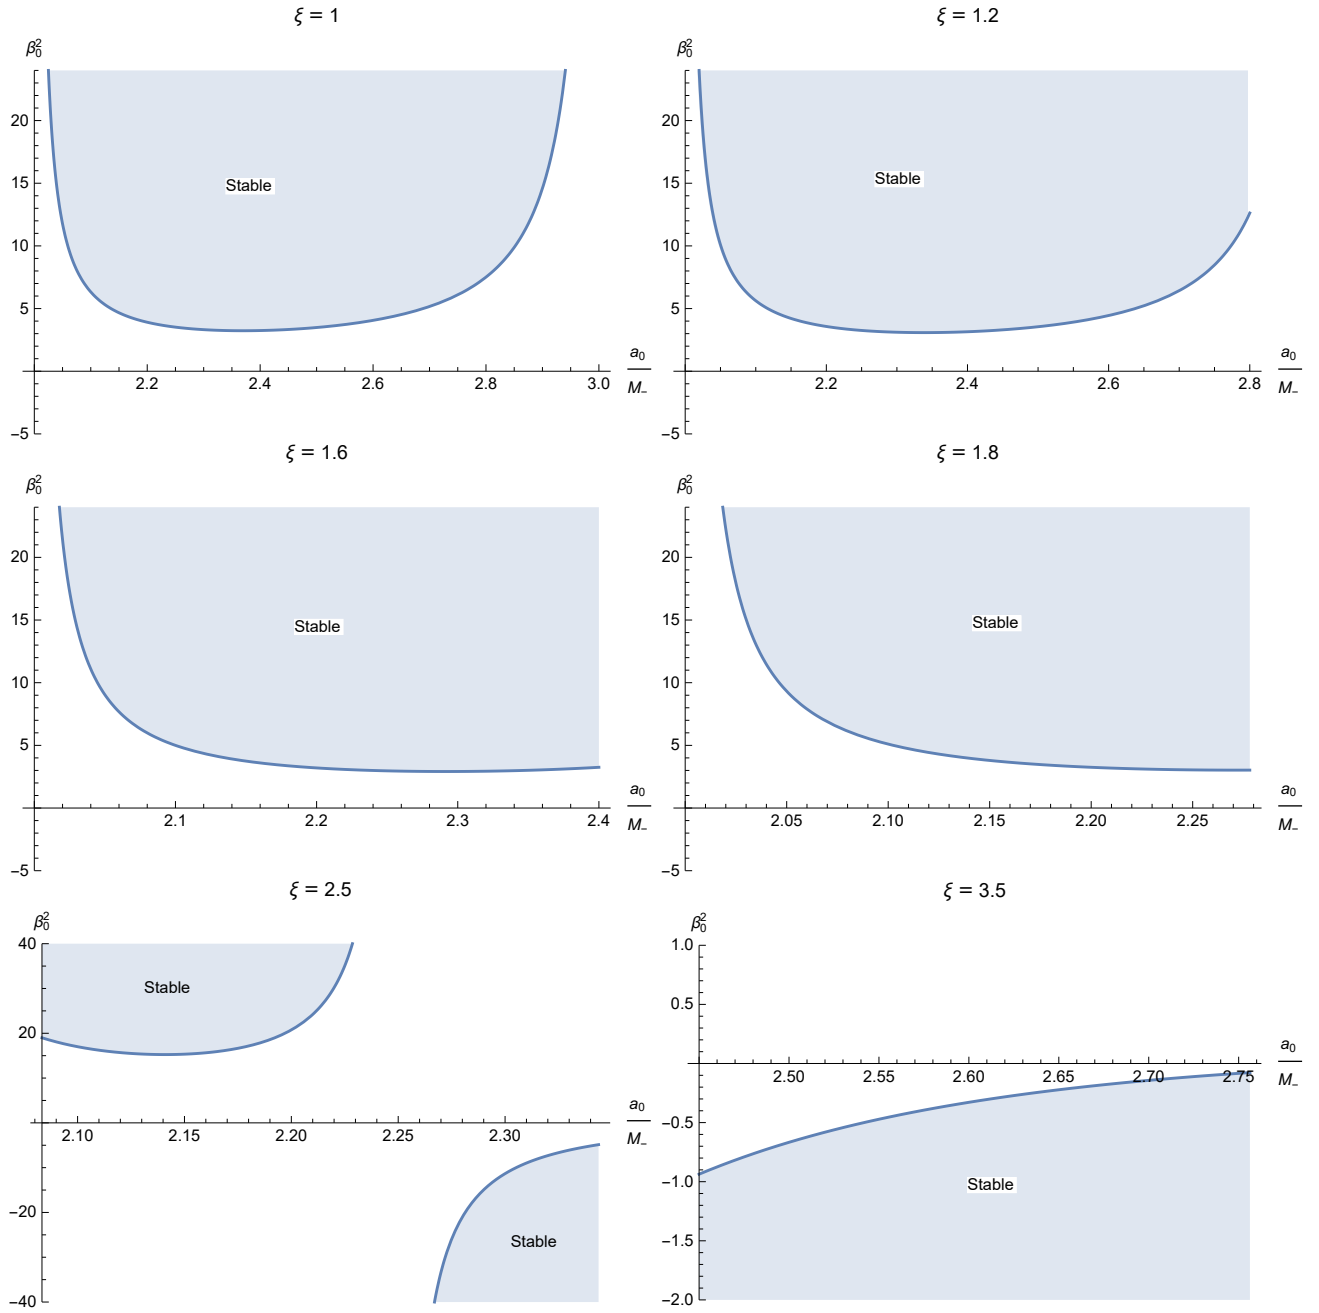 ξ = 1
β₀²
20
15
10
5
−5
Stable
2.2 2.4 2.6 2.8 3.0
a₀
M₋
ξ = 1.2
β₀²
20
15
10
5
−5
Stable
2.2 2.4 2.6 2.8
a₀
M₋
ξ = 1.6
β₀²
20
15
10
5
−5
Stable
2.1 2.2 2.3 2.4
a₀
M₋
ξ = 1.8
β₀²
20
15
10
5
−5
Stable
2.05 2.10 2.15 2.20 2.25
a₀
M₋
ξ = 2.5
β₀²
40
20
−20
−40
Stable
2.10 2.15 2.20 2.25 2.30
a₀
M₋
Stable
ξ = 3.5
β₀²
1.0
0.5
−0.5
−1.0
−1.5
−2.0
2.50 2.55 2.60 2.65 2.70 2.75
a₀
M₋
Stable